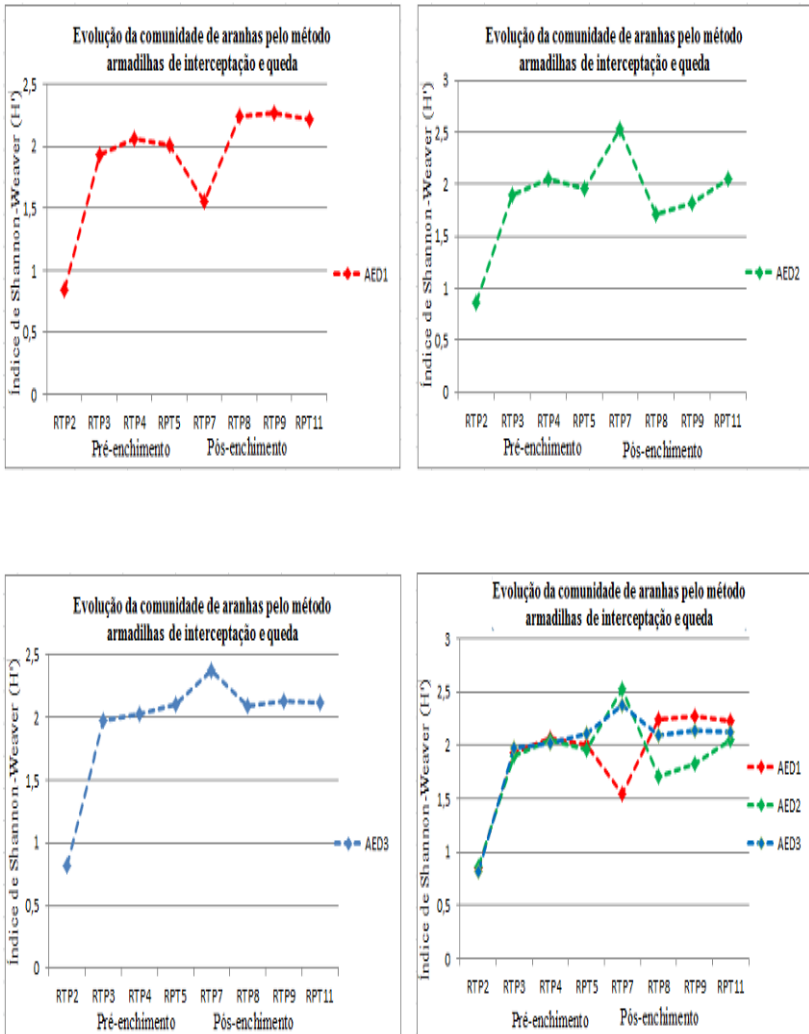 Evolução da comunidade de aranhas pelo método
armadilhas de interceptação e queda
Índice de Shannon-Weaver (H')
2,5
2
1,5
1
0,5
0
AED1
RTP2 RTP3 RTP4 RPT5 RTP7 RTP8 RTP9 RPT11
Pré-enchimento Pós-enchimento
Evolução da comunidade de aranhas pelo método
armadilhas de interceptação e queda
Índice de Shannon-Weaver (H')
3
2,5
2
1,5
1
0,5
0
AED2
RTP2 RTP3 RTP4 RPT5 RTP7 RTP8 RTP9 RPT11
Pré-enchimento Pós-enchimento
Evolução da comunidade de aranhas pelo método
armadilhas de interceptação e queda
Índice de Shannon-Weaver (H')
2,5
2
1,5
1
0,5
0
AED3
RTP2 RTP3 RTP4 RPT5 RTP7 RTP8 RTP9 RPT11
Pré-enchimento Pós-enchimento
Evolução da comunidade de aranhas pelo método
armadilhas de interceptação e queda
Índice de Shannon-Weaver (H')
3
2,5
2
1,5
1
0,5
0
AED1
AED2
AED3
RTP2 RTP3 RTP4 RPT5 RTP7 RTP8 RTP9 RPT11
Pré-enchimento Pós-enchimento